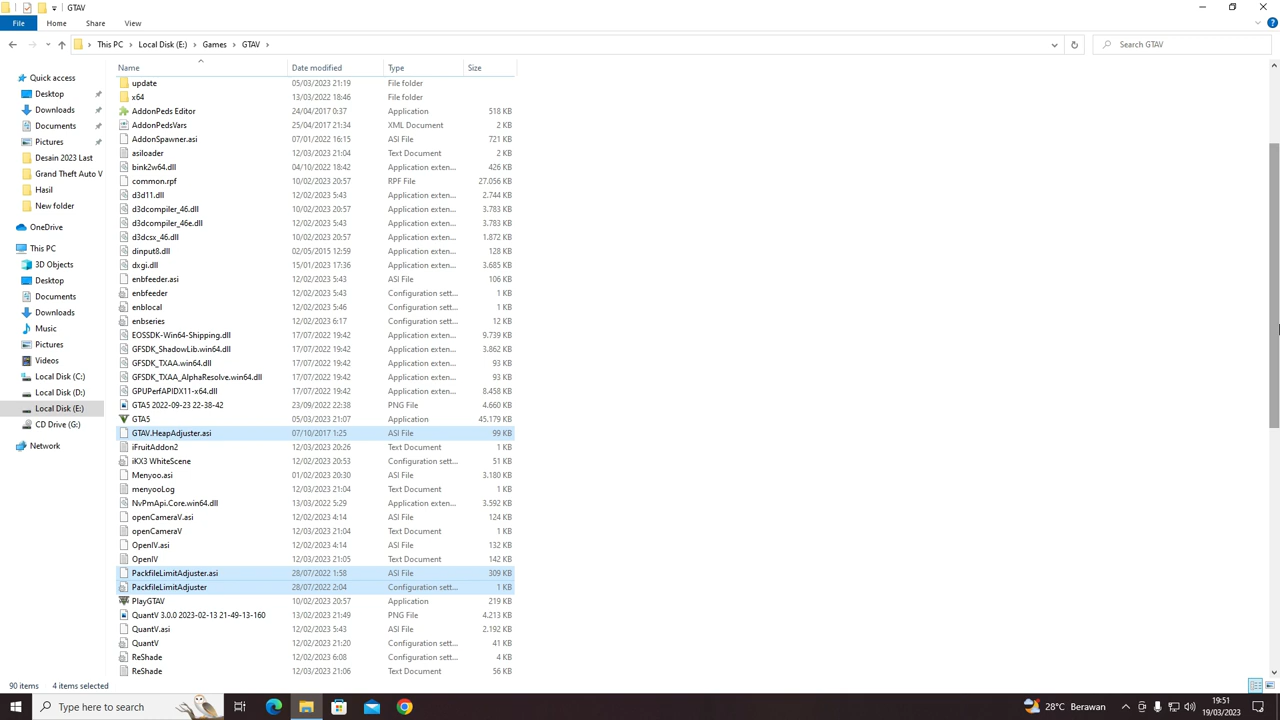 GTAV
File Home Share View
This PC Local Disk (E:) Games GTAV
Search GTAV
Name Date modified Type Size
Quick access
Desktop
Downloads
Documents
Pictures
Desain 2023 Last
Grand Theft Auto V
Hasil
New folder
OneDrive
This PC
3D Objects
Desktop
Documents
Downloads
Music
Pictures
Videos
Local Disk (C:)
Local Disk (D:)
Local Disk (E:)
CD Drive (G:)
Network
update 05/03/2023 21:19 File folder
x64 13/03/2022 18:46 File folder
AddonPeds Editor 24/04/2017 0:37 Application 518 KB
AddonPedsVars 25/04/2017 21:34 XML Document 2 KB
AddonSpawner.asi 07/01/2022 16:15 ASI File 721 KB
asiloader 12/03/2023 21:04 Text Document 2 KB
bink2w64.dll 04/10/2022 18:42 Application exten... 426 KB
common.rpf 10/02/2023 20:57 RPF File 27.056 KB
d3d11.dll 12/02/2023 5:43 Application exten... 2.744 KB
d3dcompiler_46.dll 10/02/2023 20:57 Application exten... 3.783 KB
d3dcompiler_46e.dll 12/02/2023 5:43 Application exten... 3.783 KB
d3dcsx_46.dll 10/02/2023 20:57 Application exten... 1.872 KB
dinput8.dll 02/05/2015 12:59 Application exten... 128 KB
dxgi.dll 15/01/2023 17:36 Application exten... 3.685 KB
enbfeeder.asi 12/02/2023 5:43 ASI File 106 KB
enbfeeder 12/02/2023 5:43 Configuration sett... 1 KB
enblocal 12/02/2023 5:46 Configuration sett... 1 KB
enbseries 12/02/2023 6:17 Configuration sett... 12 KB
EOSSDK-Win64-Shipping.dll 17/07/2022 19:42 Application exten... 9.739 KB
GFSDK_ShadowLib.win64.dll 17/07/2022 19:42 Application exten... 3.862 KB
GFSDK_TXAA.win64.dll 17/07/2022 19:42 Application exten... 93 KB
GFSDK_TXAA_AlphaResolve.win64.dll 17/07/2022 19:42 Application exten... 93 KB
GPUPerfAPIDX11-x64.dll 17/07/2022 19:42 Application exten... 8.458 KB
GTA5 2022-09-23 22-38-42 23/09/2022 22:38 PNG File 4.660 KB
GTA5 05/03/2023 21:07 Application 45.179 KB
GTAV.HeapAdjuster.asi 07/10/2017 1:25 ASI File 99 KB
iFruitAddon2 12/03/2023 20:26 Text Document 1 KB
iKX3 WhiteScene 12/02/2022 20:53 Configuration sett... 51 KB
Menyoo.asi 01/02/2023 20:30 ASI File 3.180 KB
menyooLog 12/03/2023 21:04 Text Document 1 KB
NvPmApi.Core.win64.dll 13/03/2022 5:29 Application exten... 3.592 KB
openCameraV.asi 12/02/2023 4:14 ASI File 124 KB
openCameraV 12/03/2023 21:04 Text Document 1 KB
OpenIV.asi 12/02/2023 4:14 ASI File 132 KB
OpenIV 12/03/2023 21:05 Text Document 142 KB
PackfileLimitAdjuster.asi 28/07/2022 1:58 ASI File 309 KB
PackfileLimitAdjuster 28/07/2022 2:04 Configuration sett... 1 KB
PlayGTAV 10/02/2023 20:57 Application 219 KB
QuantV 3.0.0 2023-02-13 21-49-13-160 13/02/2023 21:49 PNG File 4.213 KB
QuantV.asi 12/02/2023 5:43 ASI File 2.192 KB
QuantV 12/02/2023 21:20 Configuration sett... 41 KB
ReShade 12/02/2023 6:08 Configuration sett... 4 KB
ReShade 12/03/2023 21:06 Text Document 56 KB
90 items 4 items selected
Type here to search
28°C Berawan
19:51
19/03/2023